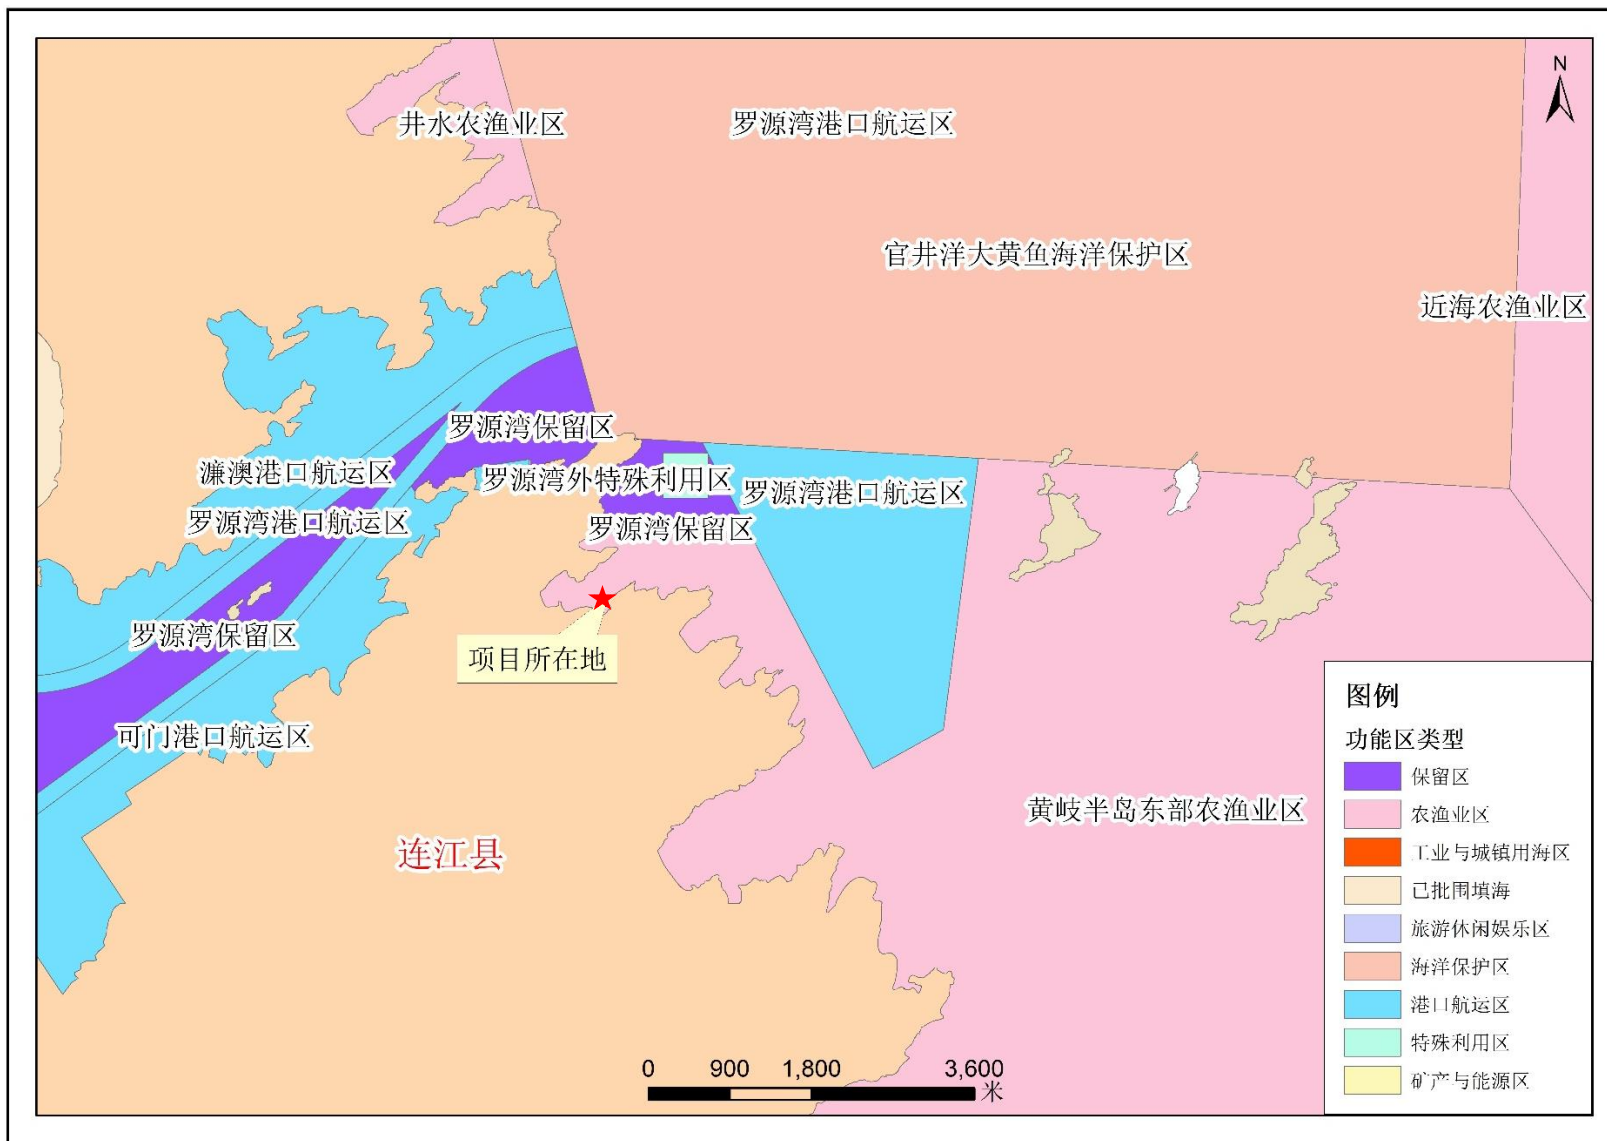 N
井水农渔业区
罗源湾港口航运区
官井洋大黄鱼海洋保护区
近海农渔业区
罗源湾保留区
濂澳港口航运区
罗源湾外特殊利用区
罗源湾港口航运区
罗源湾港口航运区
罗源湾保留区
罗源湾保留区
项目所在地
可门港口航运区
黄岐半岛东部农渔业区
连江县
图例
功能区类型
保留区
农渔业区
工业与城镇用海区
已批围填海
旅游休闲娱乐区
海洋保护区
港口航运区
特殊利用区
矿产与能源区
0 900 1,800 3,600
米